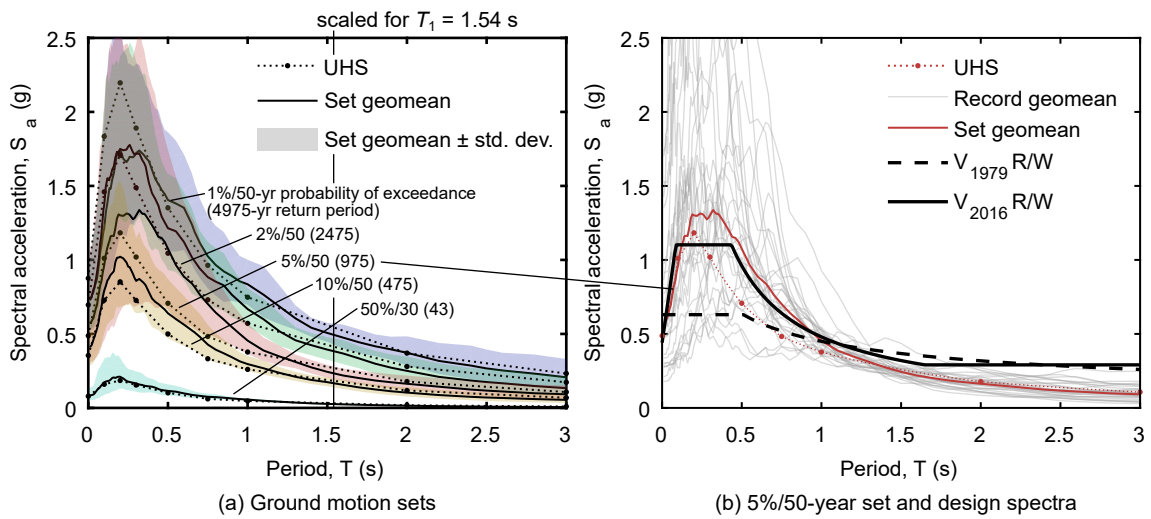 scaled for T1 = 1.54 s
2.5
2
1.5
1
0.5
0
Spectral acceleration, S a (g)
UHS
Set geomean
Set geomean ± std. dev.
1%/50-yr probability of exceedance
(4975-yr return period)
2%/50 (2475)
5%/50 (975)
10%/50 (475)
50%/30 (43)
0 0.5 1 1.5 2 2.5 3
Period, T (s)
(a) Ground motion sets
2.5
2
1.5
1
0.5
0
Spectral acceleration, S a (g)
UHS
Record geomean
Set geomean
V1979 R/W
V2016 R/W
0 0.5 1 1.5 2 2.5 3
Period, T (s)
(b) 5%/50-year set and design spectra